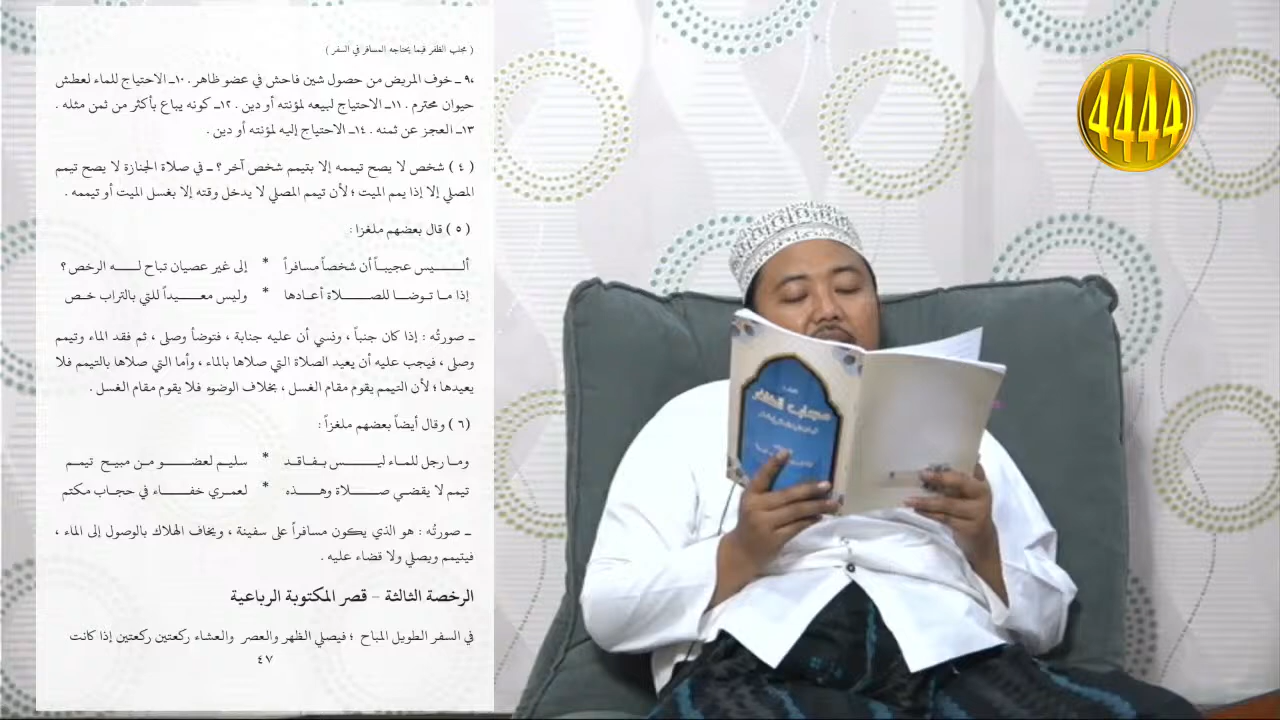 ( مجلب الظفر فيما يحتاجه المسافر في السفر )
٩ـ خوف المريض من حصول شين فاحش في عضو ظاهر . ١٠ـ الاحتياج للماء لعطش
حيوان محترم . ١١ـ الاحتياج لبيعه لمؤنته أو دين . ١٢ـ كونه يباع بأكثر من ثمن مثله .
١٣ـ العجز عن ثمنه . ١٤ـ الاحتياج إليه لمؤنته أو دين .
( ٤ ) شخص لا يصح تيممه إلا بتيمم شخص آخر ؟ ـ في صلاة الجنازة لا يصح تيمم
المصلي إلا إذا يمم الميت ؛ لأن تيمم المصلي لا يدخل وقته إلا بغسل الميت أو تيممه .
( ٥ ) قال بعضهم ملغزا :
أليس عجيباً أن شخصاً مسافراً * إلى غير عصيان تباح له الرخص ؟
إذا ما توضا للصلاة أعادها * وليس معيداً للتي بالتراب خص
ـ صورتُه : إذا كان جنباً ، ونسي أن عليه جنابة ، فتوضأ وصلى ، ثم فقد الماء وتيمم
وصلى ، فيجب عليه أن يعيد الصلاة التي صلاها بالماء ، وأما التي صلاها بالتيمم فلا
يعيدها ؛ لأن التيمم يقوم مقام الغسل ، بخلاف الوضوء فلا يقوم مقام الغسل .
( ٦ ) وقال أيضاً بعضهم ملغزاً :
وما رجل للماء ليس بفاقد * سليم لعضو من مبيح تيمم
تيمم لا يقضي صلاة وهذه * لعمري خفاء في حجاب مكتم
ـ صورتُه : هو الذي يكون مسافراً على سفينة ، ويخاف الهلاك بالوصول إلى الماء ،
فيتيمم ويصلي ولا قضاء عليه .
الرخصة الثالثة – قصر المكتوبة الرباعية
في السفر الطويل المباح ؛ فيصلي الظهر والعصر والعشاء ركعتين ركعتين إذا كانت
٤٧
4444
مجلب الظفر